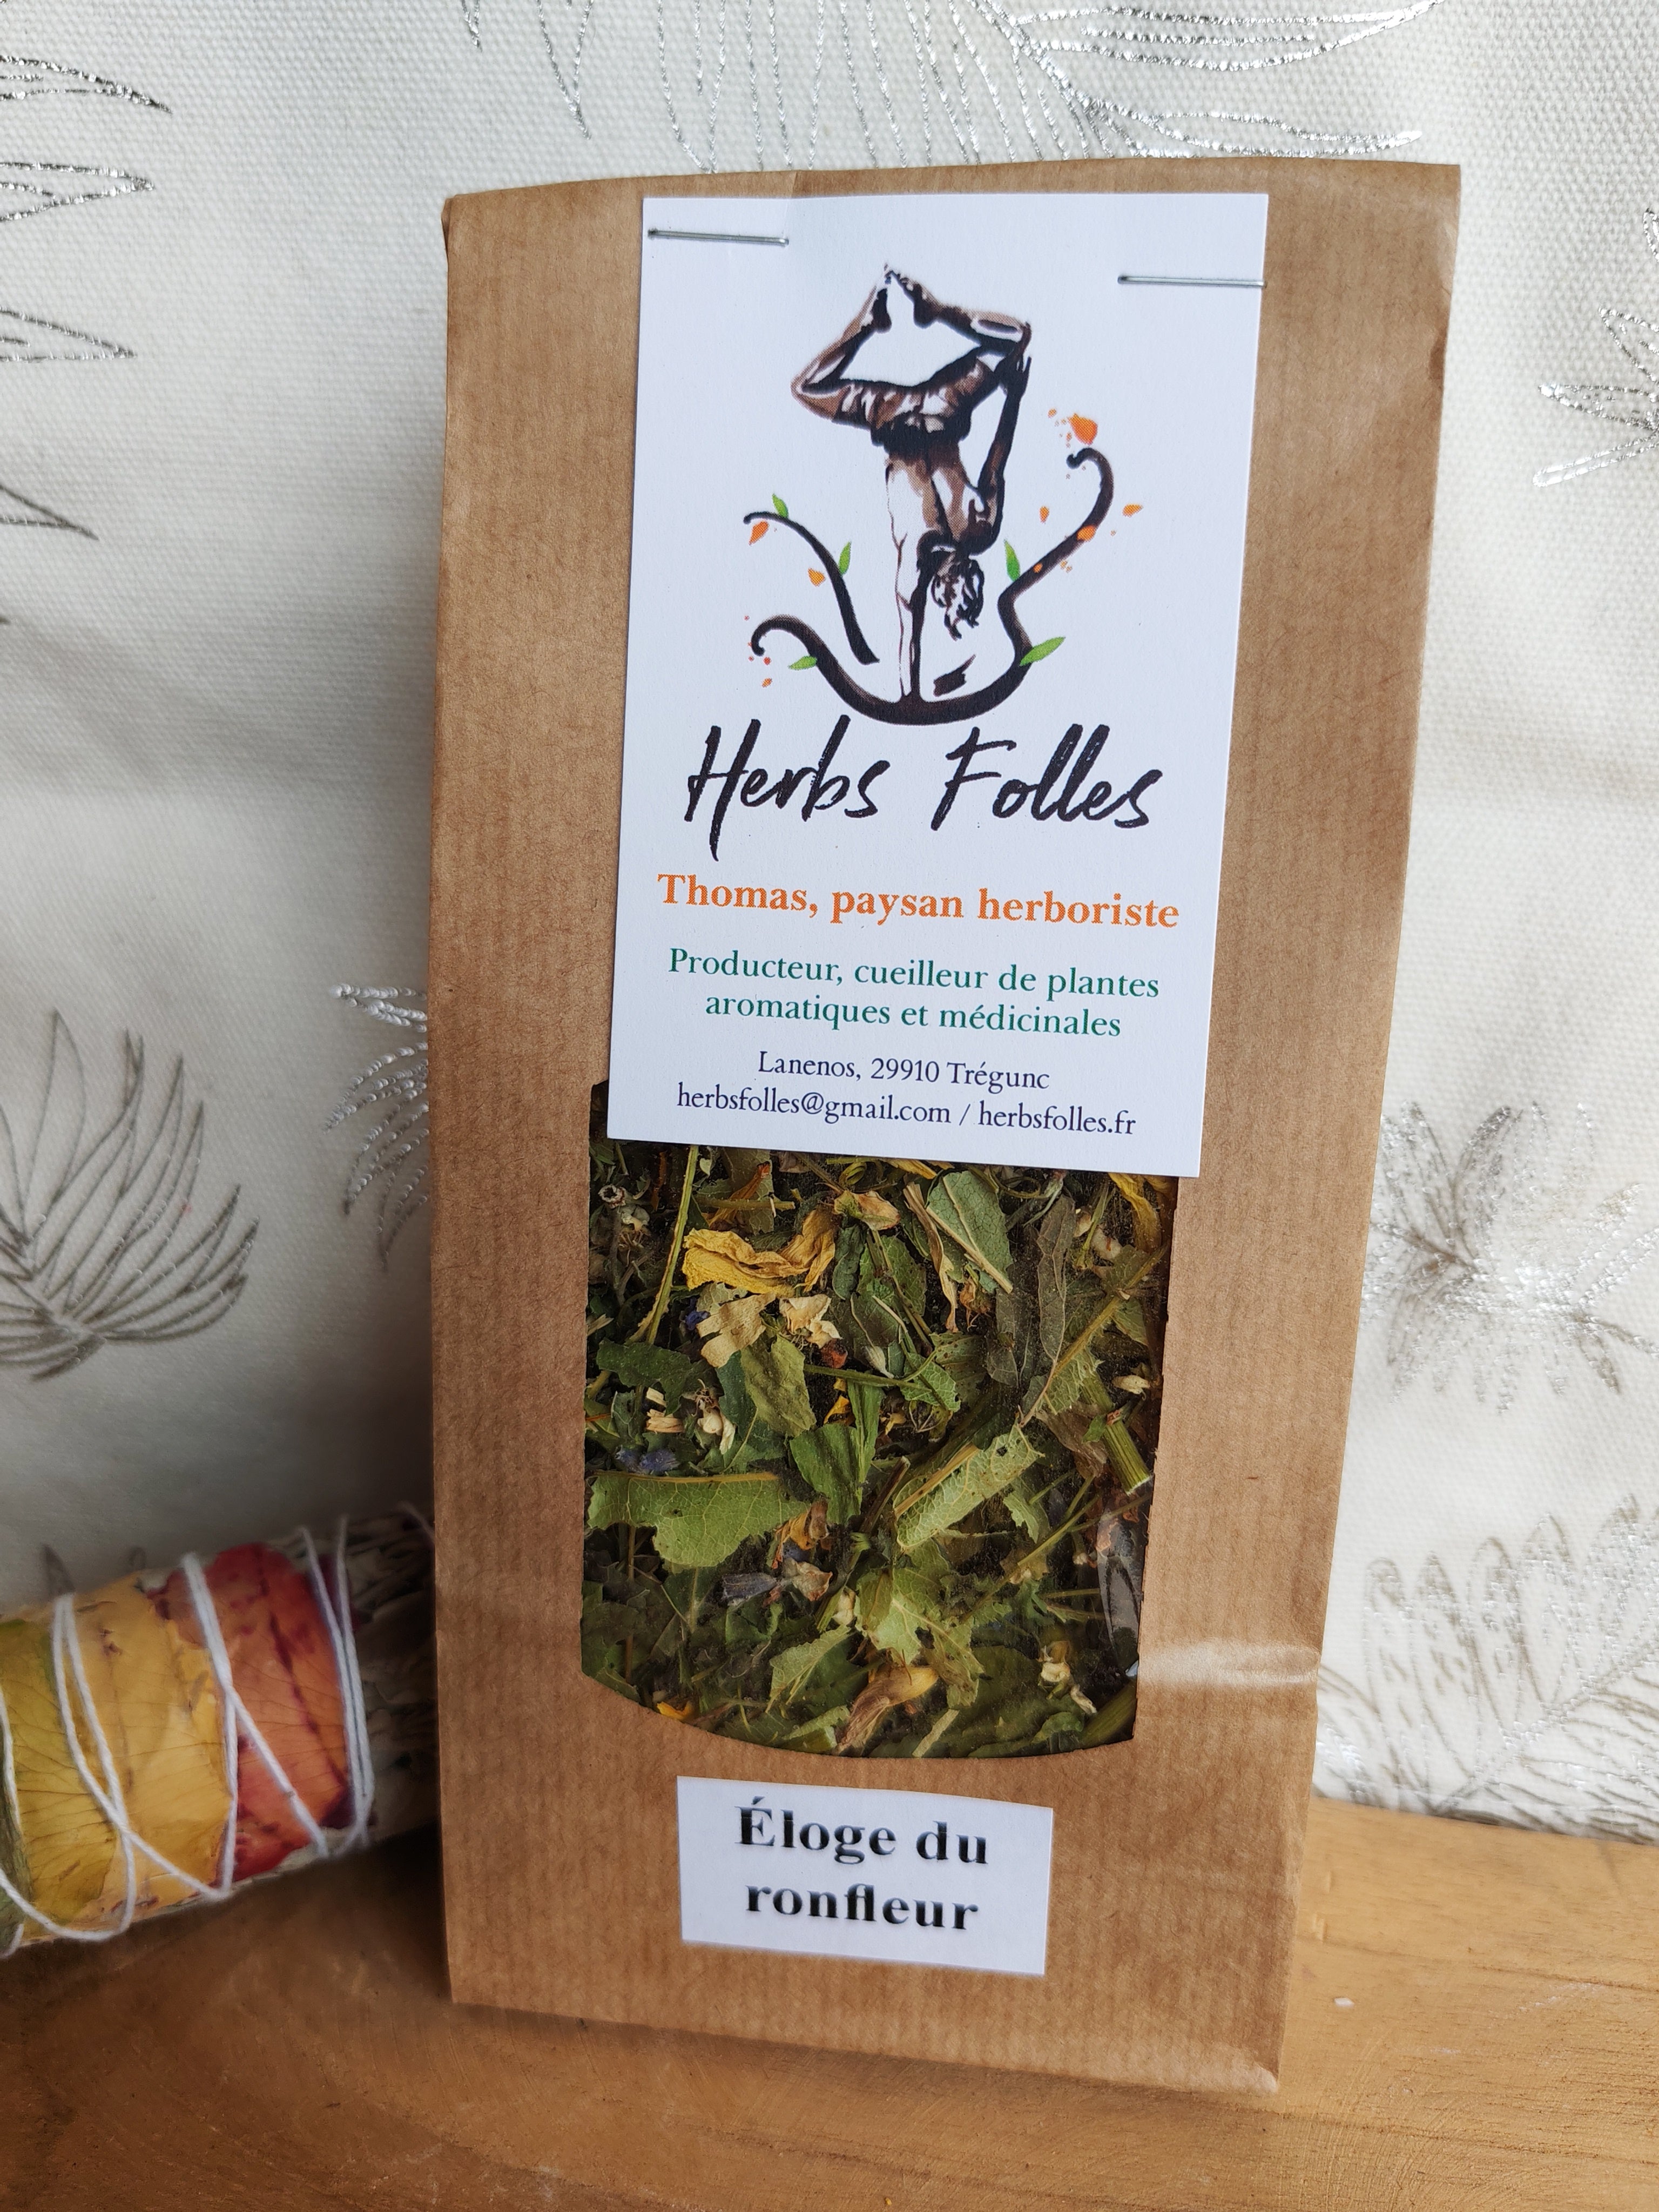 Herbs Folles
Thomas, paysan herboriste
Producteur, cueilleur de plantes
aromatiques et médicinales
Lanenos, 29910 Trégunc
herbsfolles@gmail.com / herbsfolles.fr
Éloge du
ronfleur